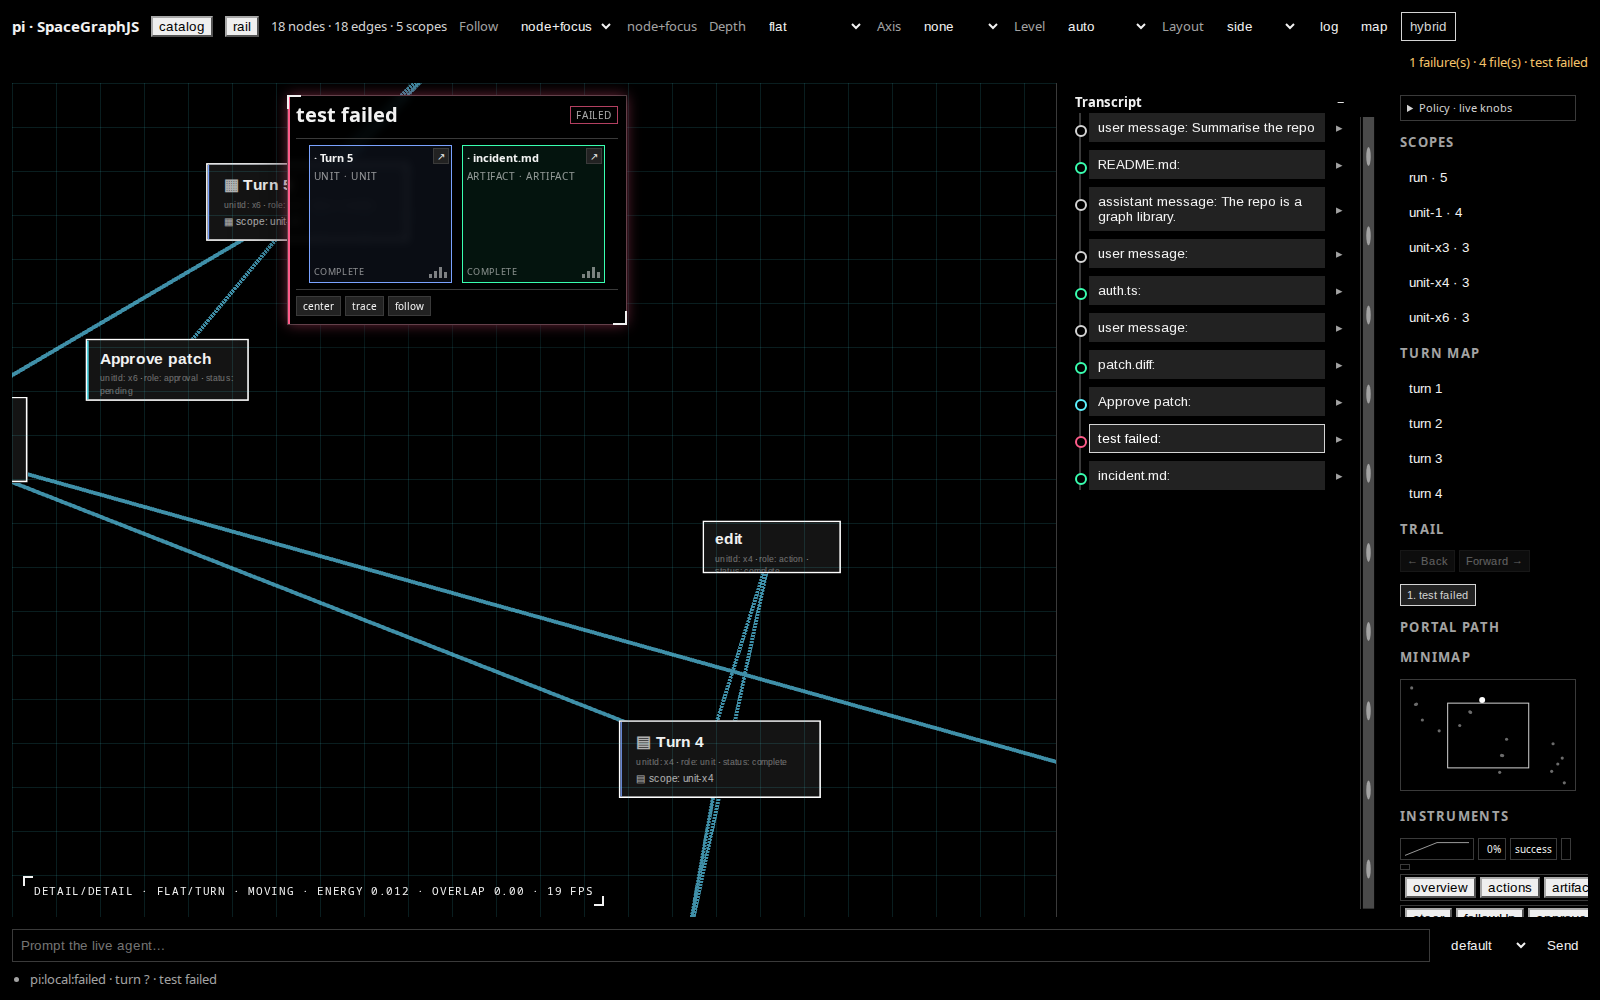 pi · SpaceGraphJS catalog rail 18 nodes · 18 edges · 5 scopes Follow node+focus node+focus Depth flat Axis none Level auto Layout side log map hybrid
1 failure(s) · 4 file(s) · test failed
test failed FAILED
· Turn 5 ↗
UNIT · UNIT
COMPLETE
· incident.md ↗
ARTIFACT · ARTIFACT
COMPLETE
center trace follow
Turn 5
unitId: x6 · role:
scope: unit
Approve patch
unitId: x6 · role: approval · status:
pending
edit
unitId: x4 · role: action ·
status: complete
Turn 4
unitId: x4 · role: unit · status: complete
scope: unit-x4
DETAIL/DETAIL · FLAT/TURN · MOVING · ENERGY 0.012 · OVERLAP 0.00 · 19 FPS
Transcript −
user message: Summarise the repo
README.md:
assistant message: The repo is a
graph library.
user message:
auth.ts:
user message:
patch.diff:
Approve patch:
test failed:
incident.md:
Policy · live knobs
SCOPES
run · 5
unit-1 · 4
unit-x3 · 3
unit-x4 · 3
unit-x6 · 3
TURN MAP
turn 1
turn 2
turn 3
turn 4
TRAIL
← Back Forward →
1. test failed
PORTAL PATH
MINIMAP
INSTRUMENTS
0% success
overview actions artifac
Prompt the live agent... default Send
pi:local:failed · turn ? · test failed